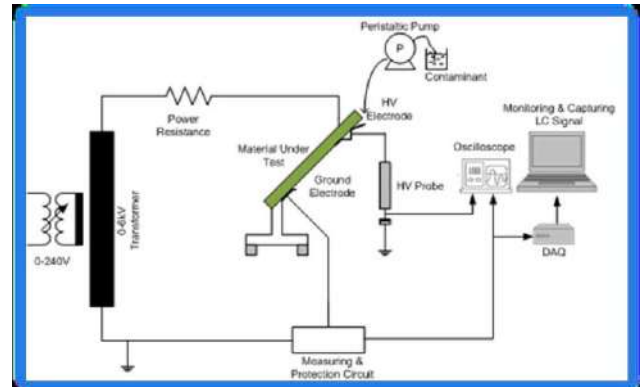 Peristaltic Pump
P
Contaminant
HV
Electrode
Monitoring & Capturing
LC Signal
Power
Resistance
Material Under
Test
Oscilloscope
Ground
Electrode
HV Probe
0-6kV
Transformer
0-240V
DAQ
Measuring &
Protection Circuit